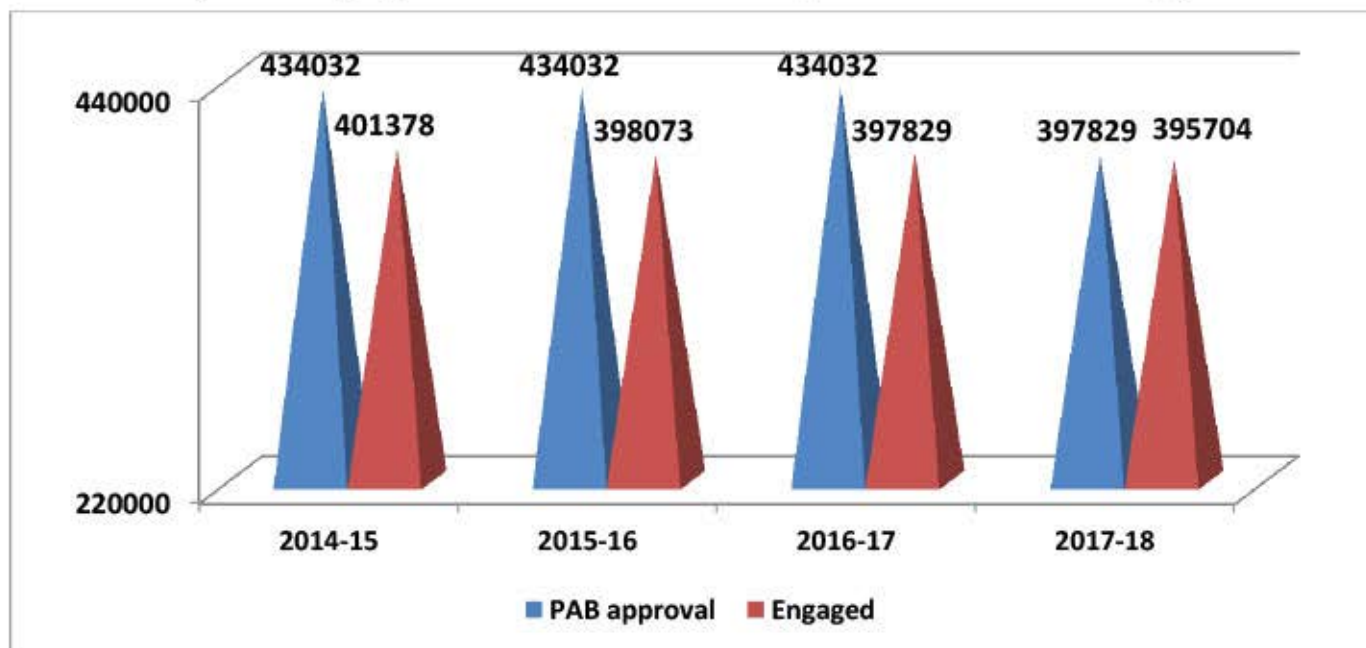 434032 434032 434032
440000
401378 398073 397829 397829 395704
220000
2014-15 2015-16 2016-17 2017-18
PAB approval Engaged